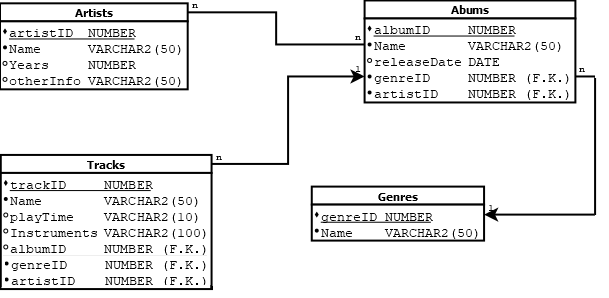 Artists
artistID NUMBER
Name VARCHAR2(50)
Years NUMBER
otherInfo VARCHAR2(50)
n
n
Abums
albumID NUMBER
Name VARCHAR2(50)
releaseDate DATE
genreID NUMBER (F.K.)
artistID NUMBER (F.K.)
1
n
n
Tracks
trackID NUMBER
Name VARCHAR2(50)
playTime VARCHAR2(10)
Instruments VARCHAR2(100)
albumID NUMBER (F.K.)
genreID NUMBER (F.K.)
artistID NUMBER (F.K.)
Genres
genreID NUMBER
Name VARCHAR2(50)
1